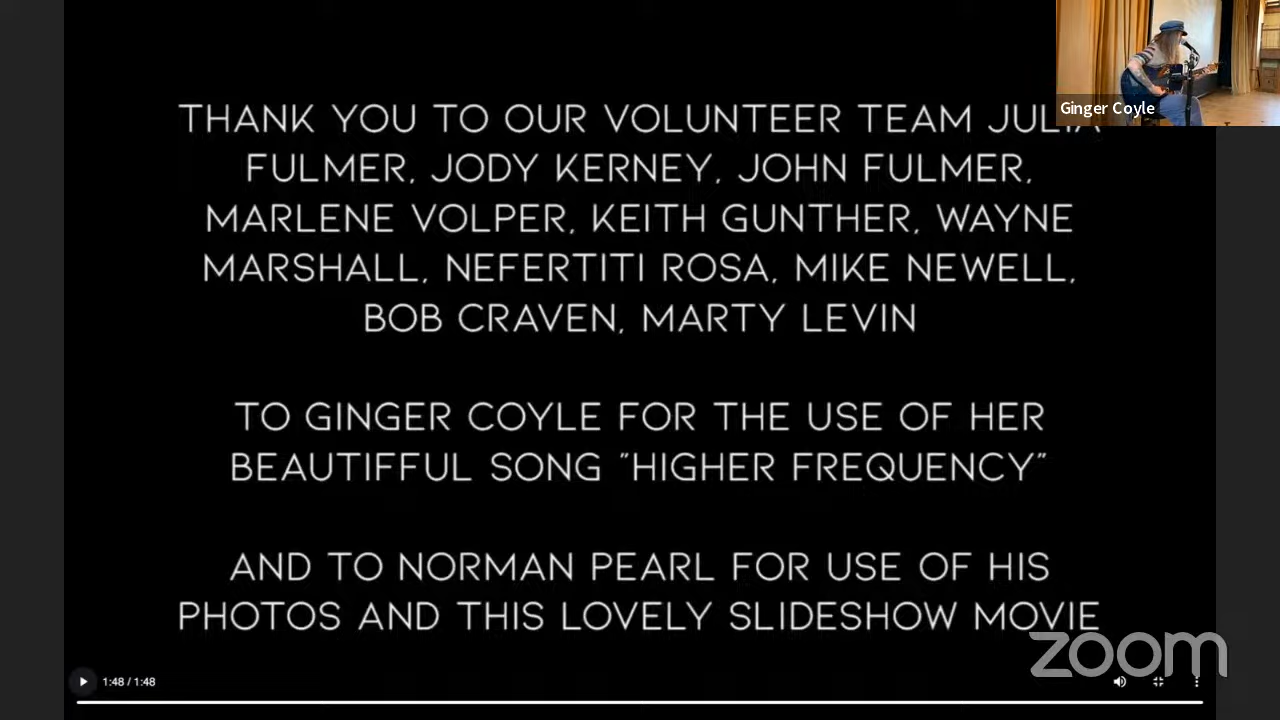 THANK YOU TO OUR VOLUNTEER TEAM JULIA
FULMER, JODY KERNEY, JOHN FULMER,
MARLENE VOLPER, KEITH GUNTHER, WAYNE
MARSHALL, NEFERTITI ROSA, MIKE NEWELL,
BOB CRAVEN, MARTY LEVIN
TO GINGER COYLE FOR THE USE OF HER
BEAUTIFFUL SONG "HIGHER FREQUENCY"
AND TO NORMAN PEARL FOR USE OF HIS
PHOTOS AND THIS LOVELY SLIDESHOW MOVIE
Ginger Coyle
zoom
1:48 / 1:48